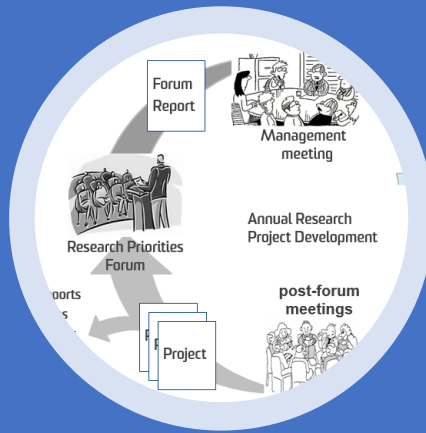 Forum
Report
Management
meeting
Research Priorities
Forum
Annual Research
Project Development
post-forum
meetings
Project